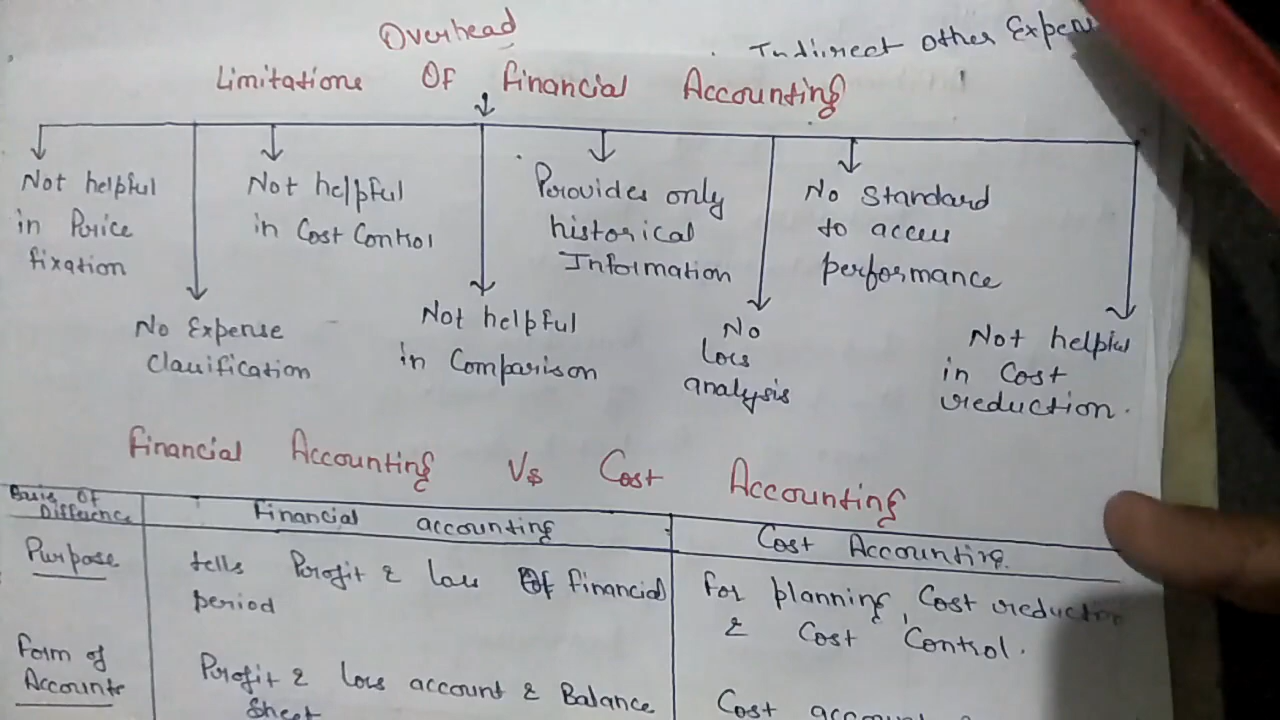 Overhead
Indirect Other
Limitations Of Financial Accounting
Not helpful
in Price
fixation
No Expense
Classification
Not helpful
in Cost Control
Not helpful
in Comparison
Provides only
historical
Information
No
Loss
analysis
No Standard
to access
performance
Not helpful
in Cost
reduction.
Financial Accounting Vs Cost Accounting
Basis Of
Difference
Financial accounting
Cost Accounting.
Purpose
tells Profit & loss Of financial
period
For planning, Cost reduction
& Cost Control.
Form of
Accounts
Profit & loss account & Balance
Sheet
Cost